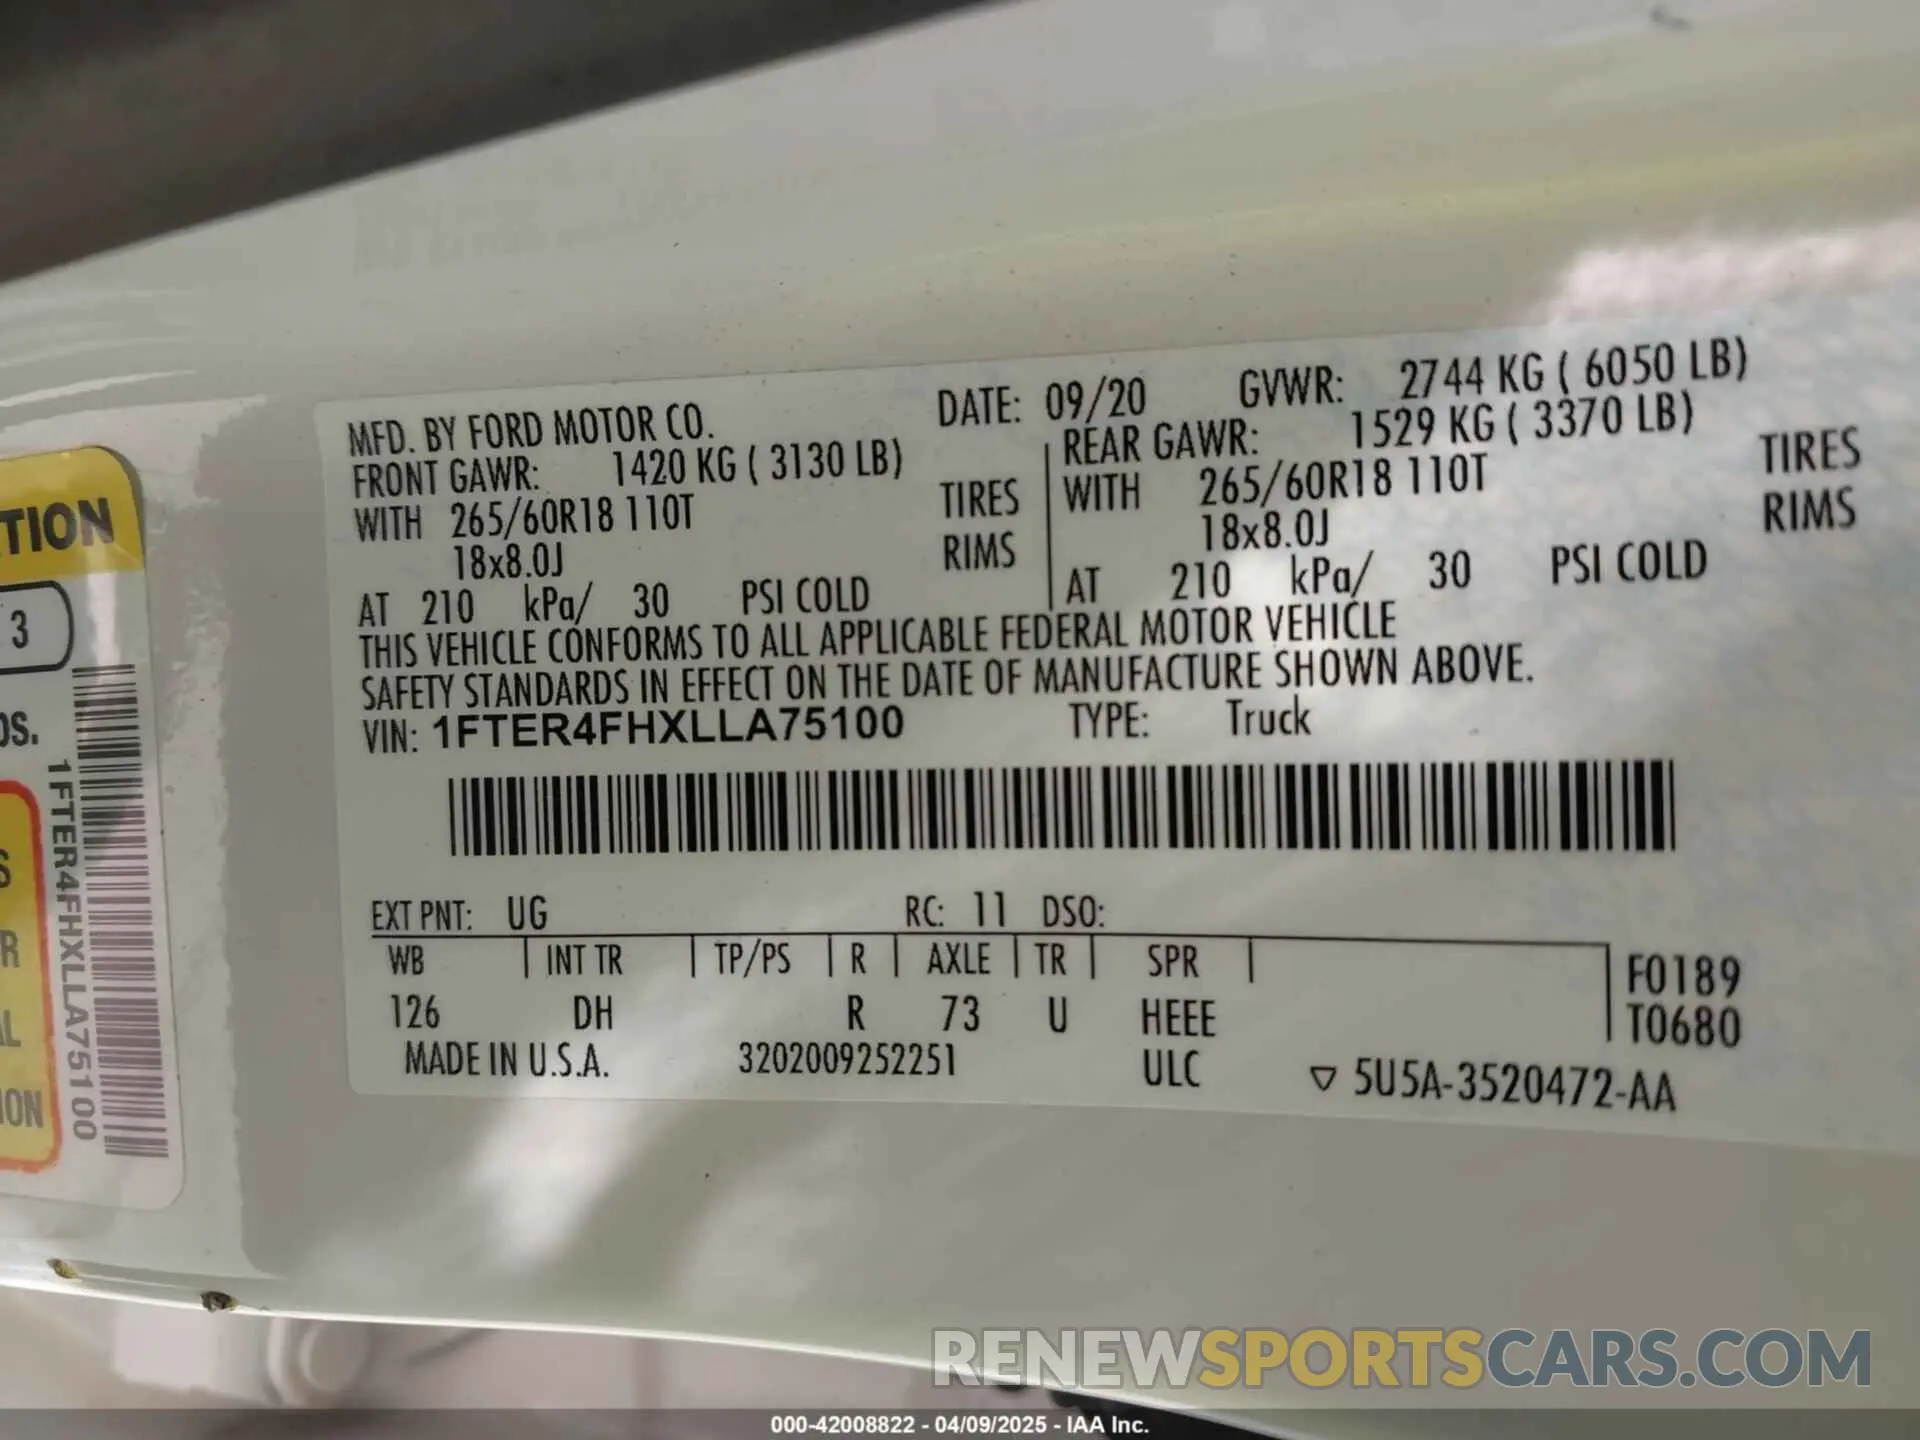 MFD. BY FORD MOTOR CO. DATE: 09/20 GVWR: 2744 KG ( 6050 LB)
FRONT GAWR: 1420 KG ( 3130 LB) REAR GAWR: 1529 KG ( 3370 LB)
WITH 265/60R18 110T TIRES WITH 265/60R18 110T TIRES
18x8.0J RIMS 18x8.0J RIMS
AT 210 kPa/ 30 PSI COLD AT 210 kPa/ 30 PSI COLD
THIS VEHICLE CONFORMS TO ALL APPLICABLE FEDERAL MOTOR VEHICLE
SAFETY STANDARDS IN EFFECT ON THE DATE OF MANUFACTURE SHOWN ABOVE.
VIN: 1FTER4FHXLLA75100 TYPE: Truck
EXT PNT: UG RC: 11 DSO:
WB INT TR TP/PS R AXLE TR SPR F0189
126 DH R 73 U HEEE T0680
MADE IN U.S.A. 3202009252251 ULC ▽ 5U5A-3520472-AA
TION
3
1FTER4FHXLLA75100
ION
RENEWSPORTSCARS.COM
000-42008822 - 04/09/2025 - IAA Inc.